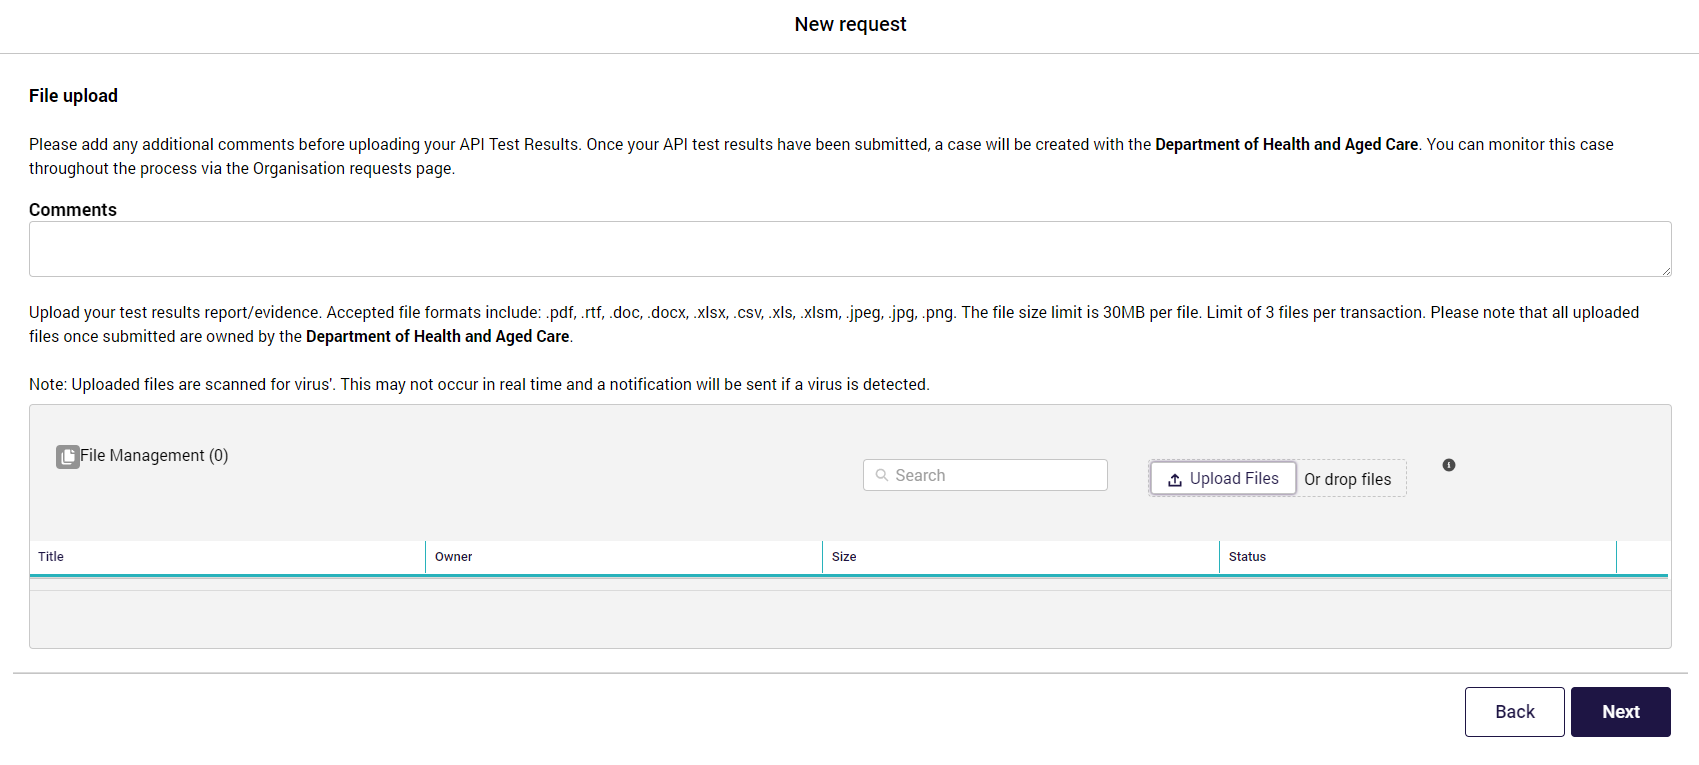 New request
File upload
Please add any additional comments before uploading your API Test Results. Once your API test results have been submitted, a case will be created with the Department of Health and Aged Care. You can monitor this case
throughout the process via the Organisation requests page.
Comments
Upload your test results report/evidence. Accepted file formats include: .pdf, .rtf, .doc, .docx, .xlsx, .csv, .xls, .xlsm, .jpeg, .jpg, .png. The file size limit is 30MB per file. Limit of 3 files per transaction. Please note that all uploaded
files once submitted are owned by the Department of Health and Aged Care.
Note: Uploaded files are scanned for virus'. This may not occur in real time and a notification will be sent if a virus is detected.
File Management (0)
Search
Upload Files Or drop files
Title Owner Size Status
Back Next